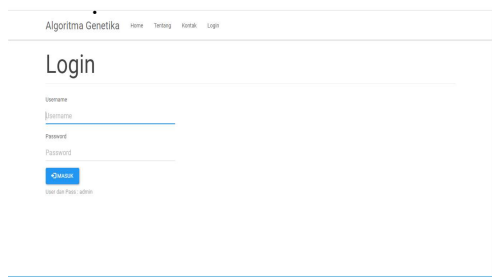 Algoritma Genetika Home Tentang Kontak Login
Login
Username
Username
Password
Password
MASUK
User dan Pass : admin